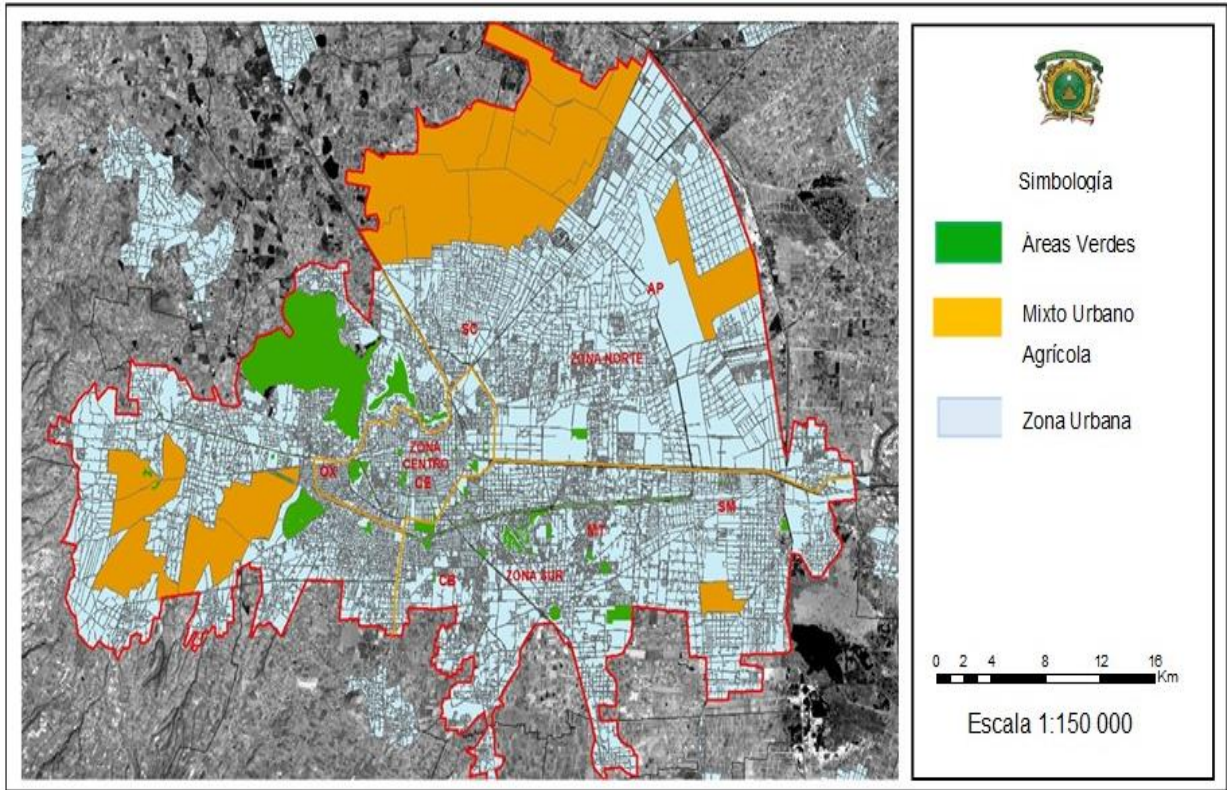 AP
SC
ZONA NORTE
ZONA
CENTRO
CE
OX
SM
MT
ZONA SUR
CB
Simbología
Àreas Verdes
Mixto Urbano
Agrícola
Zona Urbana
0 2 4 8 12 16
Km
Escala 1:150 000